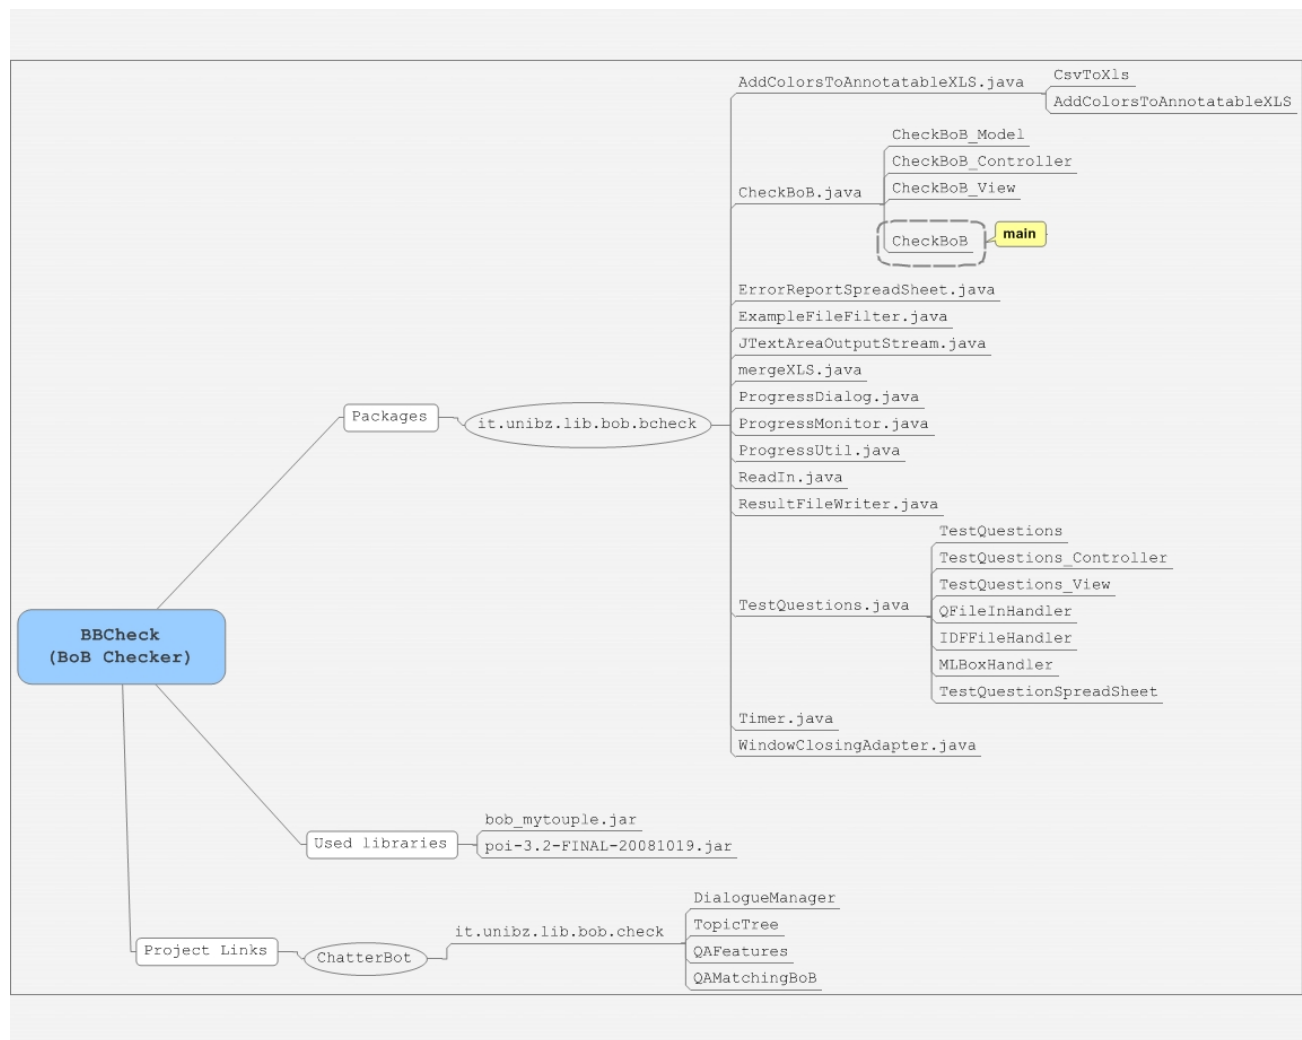 AddColorsToAnnotatableXLS.java
CsvToXls
AddColorsToAnnotatableXLS
CheckBoB.java
CheckBoB_Model
CheckBoB_Controller
CheckBoB_View
CheckBoB
main
ErrorReportSpreadSheet.java
ExampleFileFilter.java
JTextAreaOutputStream.java
mergeXLS.java
ProgressDialog.java
Packages
it.unibz.lib.bob.bcheck
ProgressMonitor.java
ProgressUtil.java
ReadIn.java
ResultFileWriter.java
TestQuestions.java
TestQuestions
TestQuestions_Controller
TestQuestions_View
QFileInHandler
IDFFileHandler
MLBoxHandler
TestQuestionSpreadSheet
BBCheck
(BoB Checker)
Timer.java
WindowClosingAdapter.java
Used libraries
bob_mytouple.jar
poi-3.2-FINAL-20081019.jar
Project Links
ChatterBot
it.unibz.lib.bob.check
DialogueManager
TopicTree
QAFeatures
QAMatchingBoB